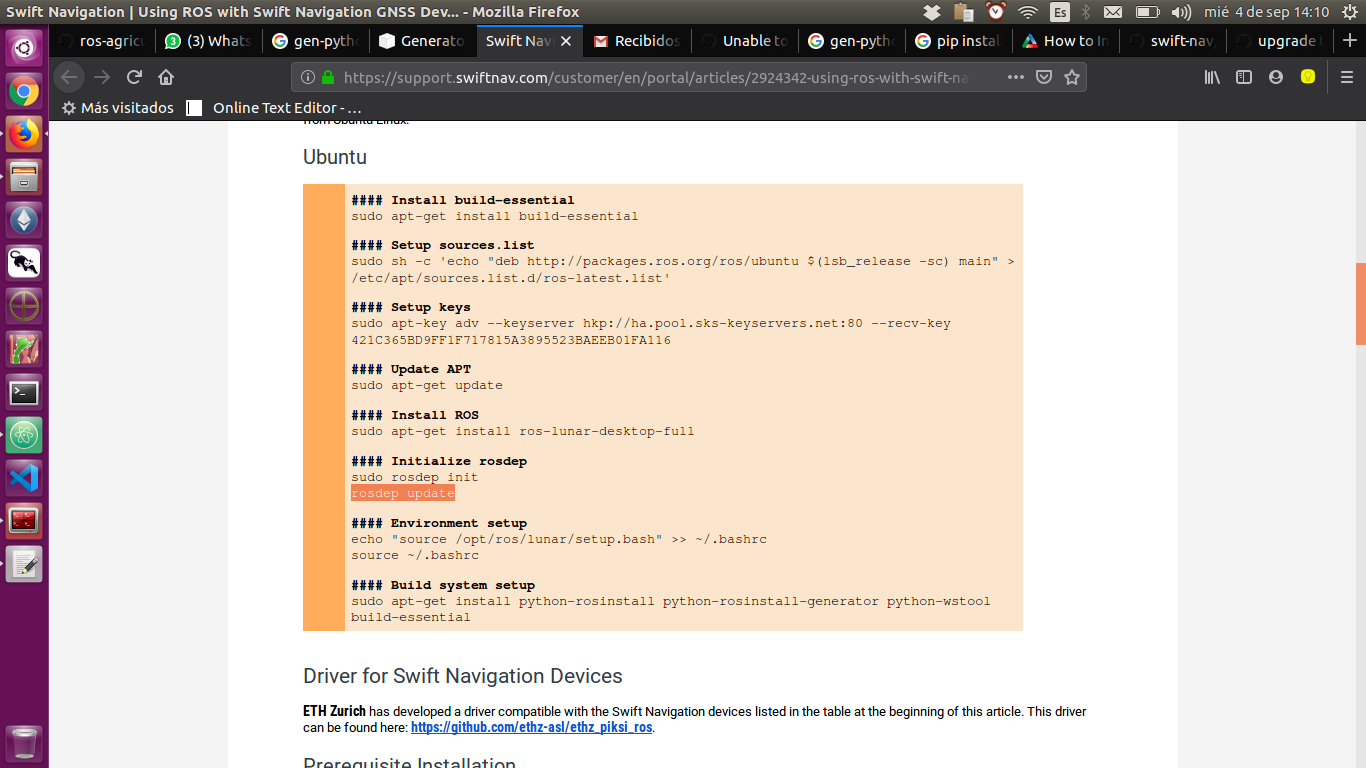 Swift Navigation | Using ROS with Swift Navigation GNSS Dev... - Mozilla Firefox
Es
mié 4 de sep 14:10
ros-agric
(3) Whats
gen-pyth
Generato
Swift Nav
Recibidos
Unable to
gen-pyth
pip instal
How to In
swift-nav
upgrade
https://support.swiftnav.com/customer/en/portal/articles/2924342-using-ros-with-swift-na
Más visitados
Online Text Editor - ...
from Ubuntu Linux.
Ubuntu
#### Install build-essential
sudo apt-get install build-essential
#### Setup sources.list
sudo sh -c 'echo "deb http://packages.ros.org/ros/ubuntu $(lsb_release -sc) main" >
/etc/apt/sources.list.d/ros-latest.list'
#### Setup keys
sudo apt-key adv --keyserver hkp://ha.pool.sks-keyservers.net:80 --recv-key
421C365BD9FF1F717815A3895523BAEEB01FA116
#### Update APT
sudo apt-get update
#### Install ROS
sudo apt-get install ros-lunar-desktop-full
#### Initialize rosdep
sudo rosdep init
rosdep update
#### Environment setup
echo "source /opt/ros/lunar/setup.bash" >> ~/.bashrc
source ~/.bashrc
#### Build system setup
sudo apt-get install python-rosinstall python-rosinstall-generator python-wstool
build-essential
Driver for Swift Navigation Devices
ETH Zurich has developed a driver compatible with the Swift Navigation devices listed in the table at the beginning of this article. This driver
can be found here: https://github.com/ethz-asl/ethz_piksi_ros.
Prerequisite Installation